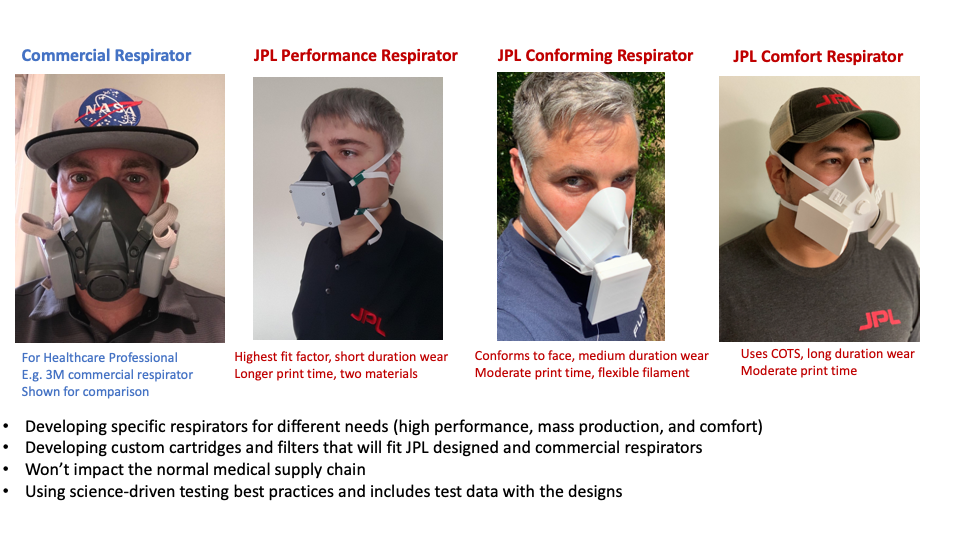 Commercial Respirator
JPL Performance Respirator
JPL Conforming Respirator
JPL Comfort Respirator
NASA
JPL
FUR
JPL
JPL
For Healthcare Professional
E.g. 3M commercial respirator
Shown for comparison
Highest fit factor, short duration wear
Longer print time, two materials
Conforms to face, medium duration wear
Moderate print time, flexible filament
Uses COTS, long duration wear
Moderate print time
• Developing specific respirators for different needs (high performance, mass production, and comfort)
• Developing custom cartridges and filters that will fit JPL designed and commercial respirators
• Won’t impact the normal medical supply chain
• Using science-driven testing best practices and includes test data with the designs